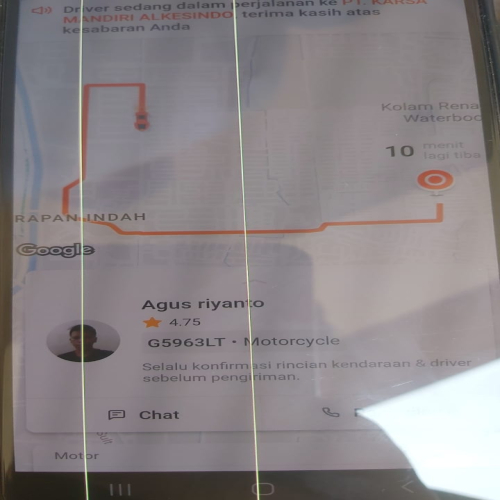 Driver sedang dalam perjalanan ke PT. KARSA
MANDIRI ALKESINDO, terima kasih atas
kesabaran Anda
Kolam Rena
Waterboo
10 menit
lagi tiba
RAPAN INDAH
Google
Agus riyanto
4.75
G5963LT • Motorcycle
Selalu konfirmasi rincian kendaraan & driver
sebelum pengiriman.
Chat
Motor